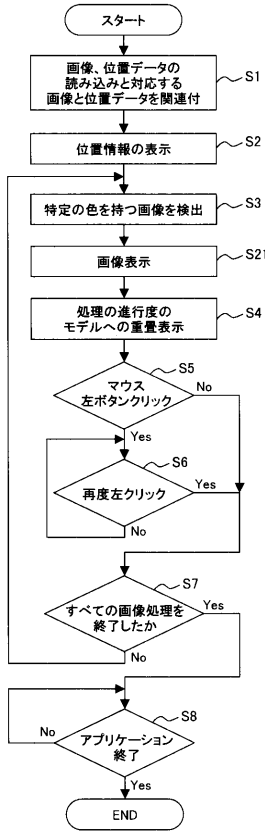 スタート
画像、位置データの
読み込みと対応する
画像と位置データを関連付
S1
位置情報の表示
S2
特定の色を持つ画像を検出
S3
画像表示
S21
処理の進行度の
モデルへの重畳表示
S4
S5
マウス
左ボタンクリック
No
Yes
S6
再度左クリック
Yes
No
S7
すべての画像処理を
終了したか
Yes
No
S8
アプリケーション
終了
No
Yes
END